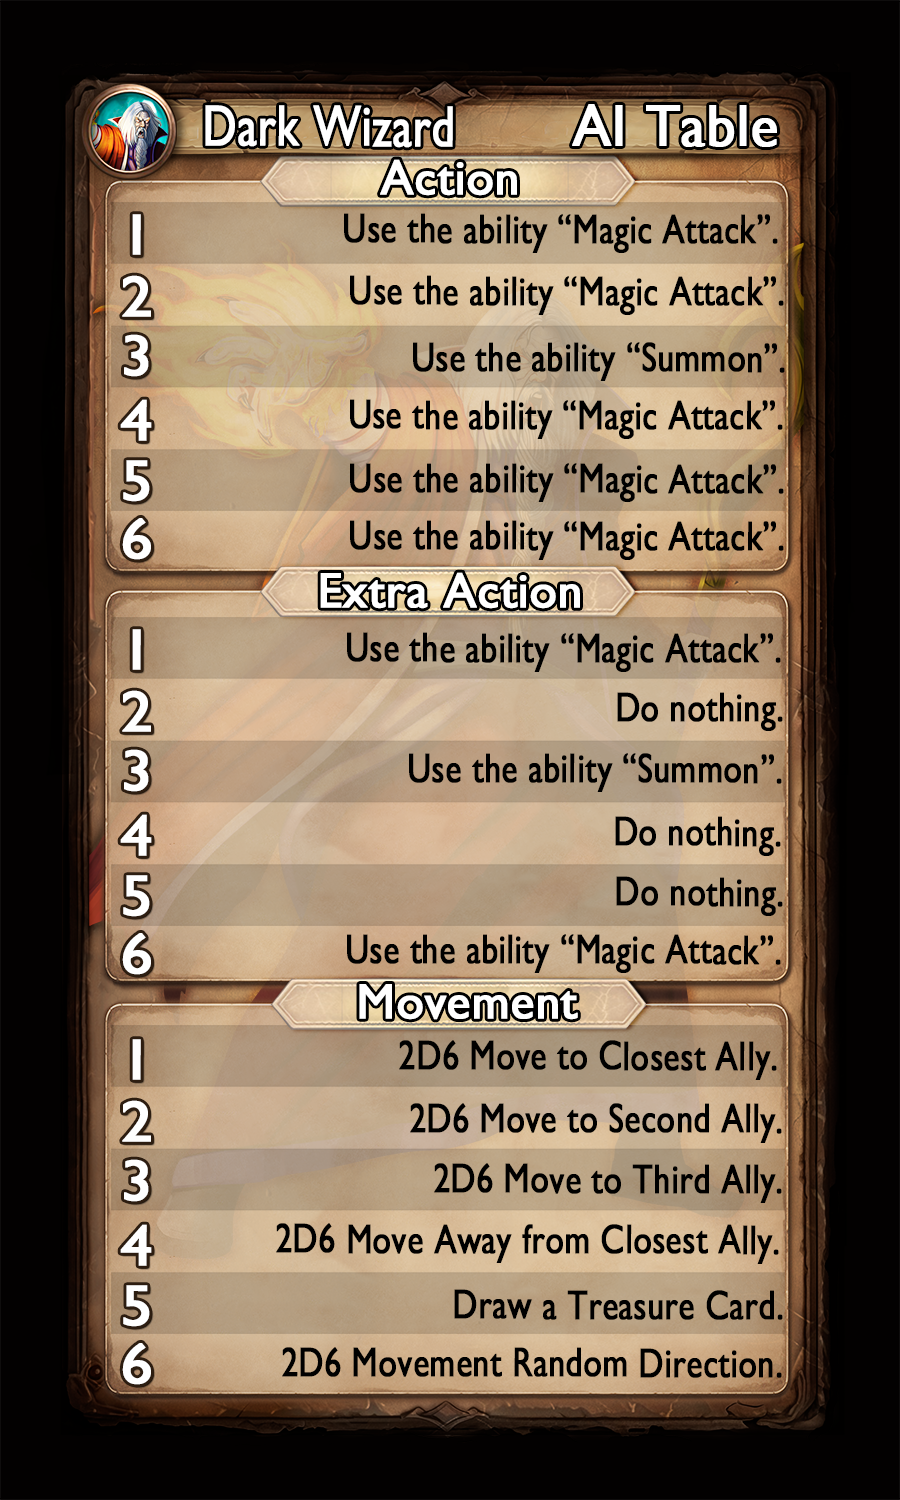 Dark Wizard AI Table
Action
1 Use the ability “Magic Attack”.
2 Use the ability “Magic Attack”.
3 Use the ability “Summon”.
4 Use the ability “Magic Attack”.
5 Use the ability “Magic Attack”.
6 Use the ability “Magic Attack”.
Extra Action
1 Use the ability “Magic Attack”.
2 Do nothing.
3 Use the ability “Summon”.
4 Do nothing.
5 Do nothing.
6 Use the ability “Magic Attack”.
Movement
1 2D6 Move to Closest Ally.
2 2D6 Move to Second Ally.
3 2D6 Move to Third Ally.
4 2D6 Move Away from Closest Ally.
5 Draw a Treasure Card.
6 2D6 Movement Random Direction.